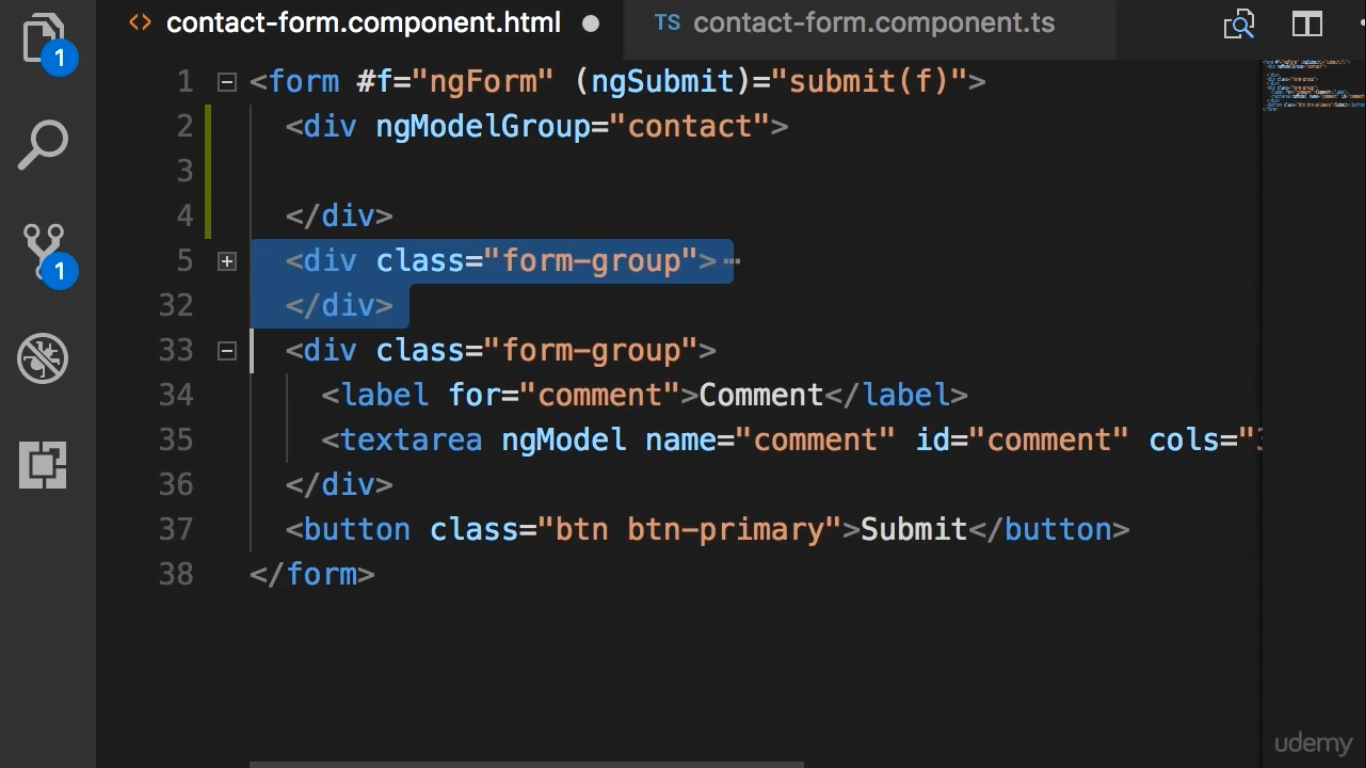 1
1
<> contact-form.component.html ●
TS contact-form.component.ts
1 <form #f="ngForm" (ngSubmit)="submit(f)">
2 <div ngModelGroup="contact">
3
4 </div>
5 <div class="form-group">⋯
32 </div>
33 <div class="form-group">
34 <label for="comment">Comment</label>
35 <textarea ngModel name="comment" id="comment" cols="3
36 </div>
37 <button class="btn btn-primary">Submit</button>
38 </form>
udemy